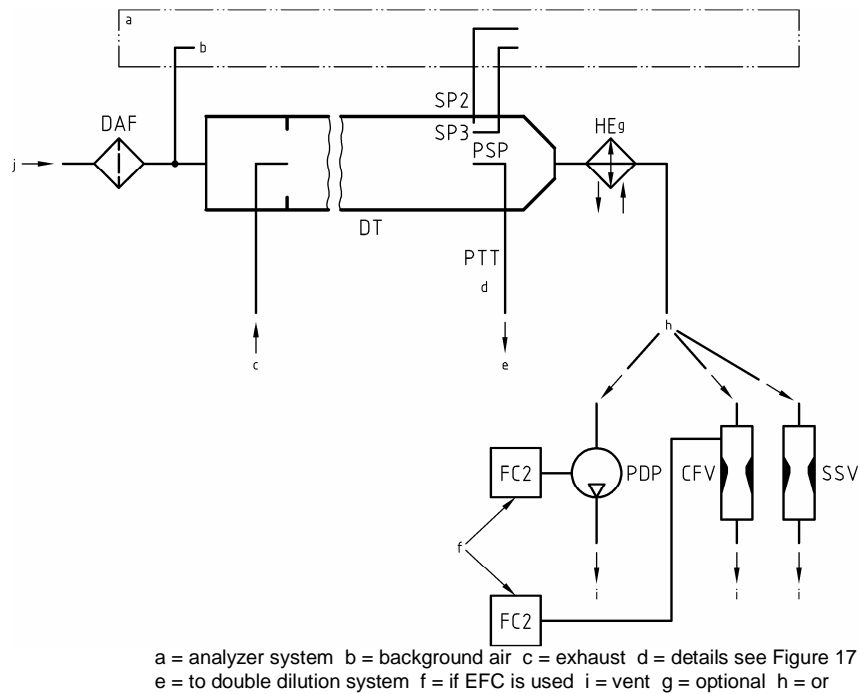 a
b
SP2
DAF
SP3
HEg
PSP
j
DT
PTT
d
h
c
e
FC2
PDP
CFV
SSV
f
i
i
i
FC2
a = analyzer system b = background air c = exhaust d = details see Figure 17
e = to double dilution system f = if EFC is used i = vent g = optional h = or